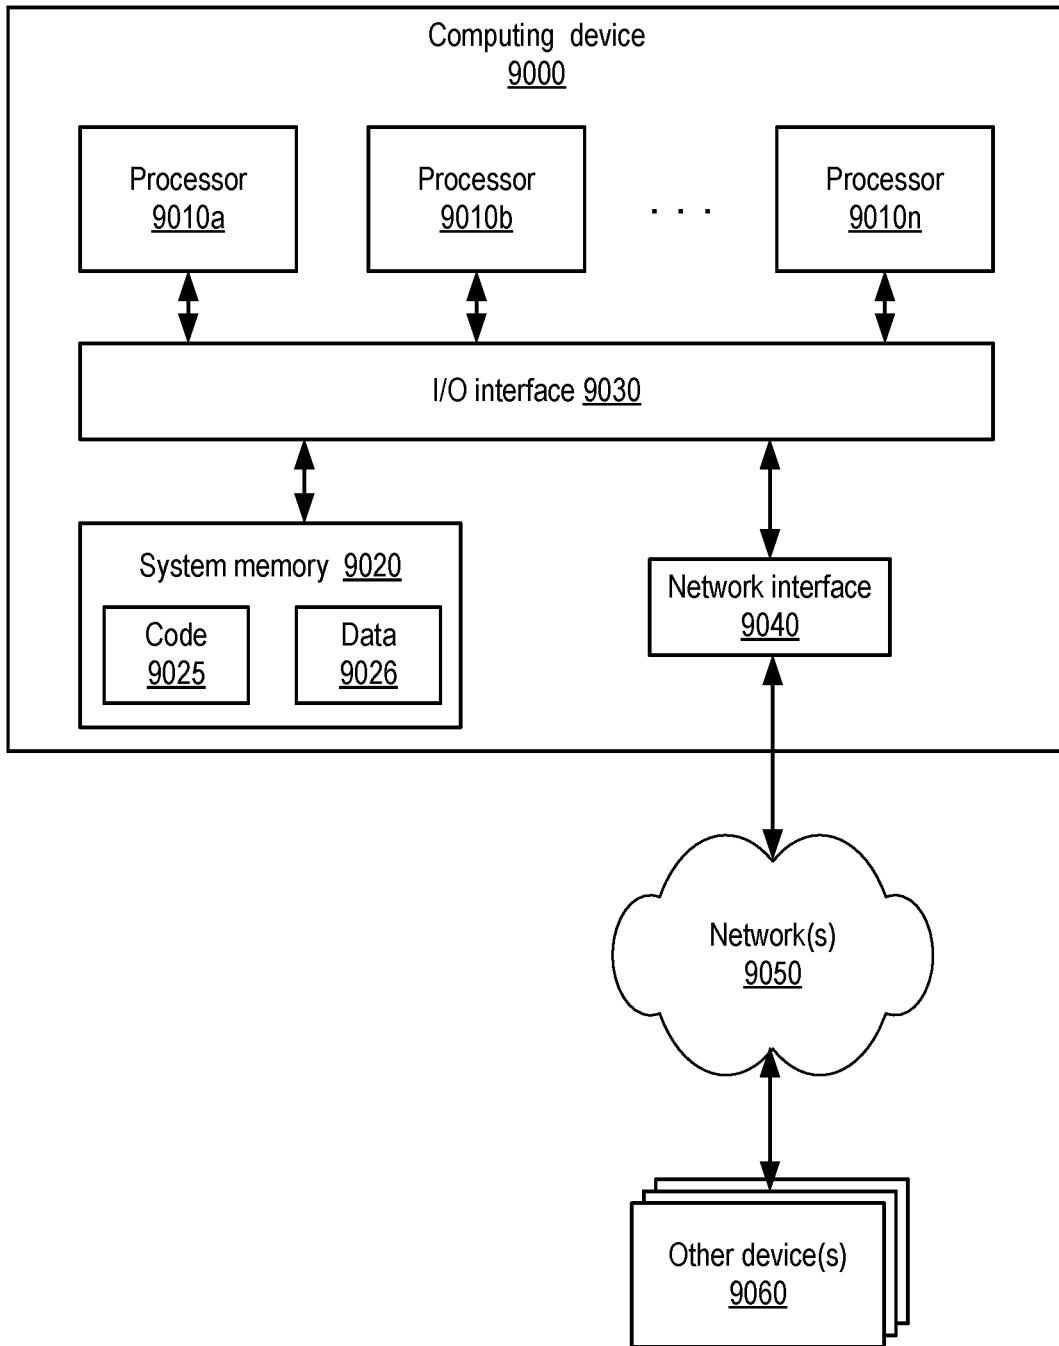 Computing device
9000
Processor
9010a
Processor
9010b
. . .
Processor
9010n
I/O interface 9030
System memory 9020
Code
9025
Data
9026
Network interface
9040
Network(s)
9050
Other device(s)
9060